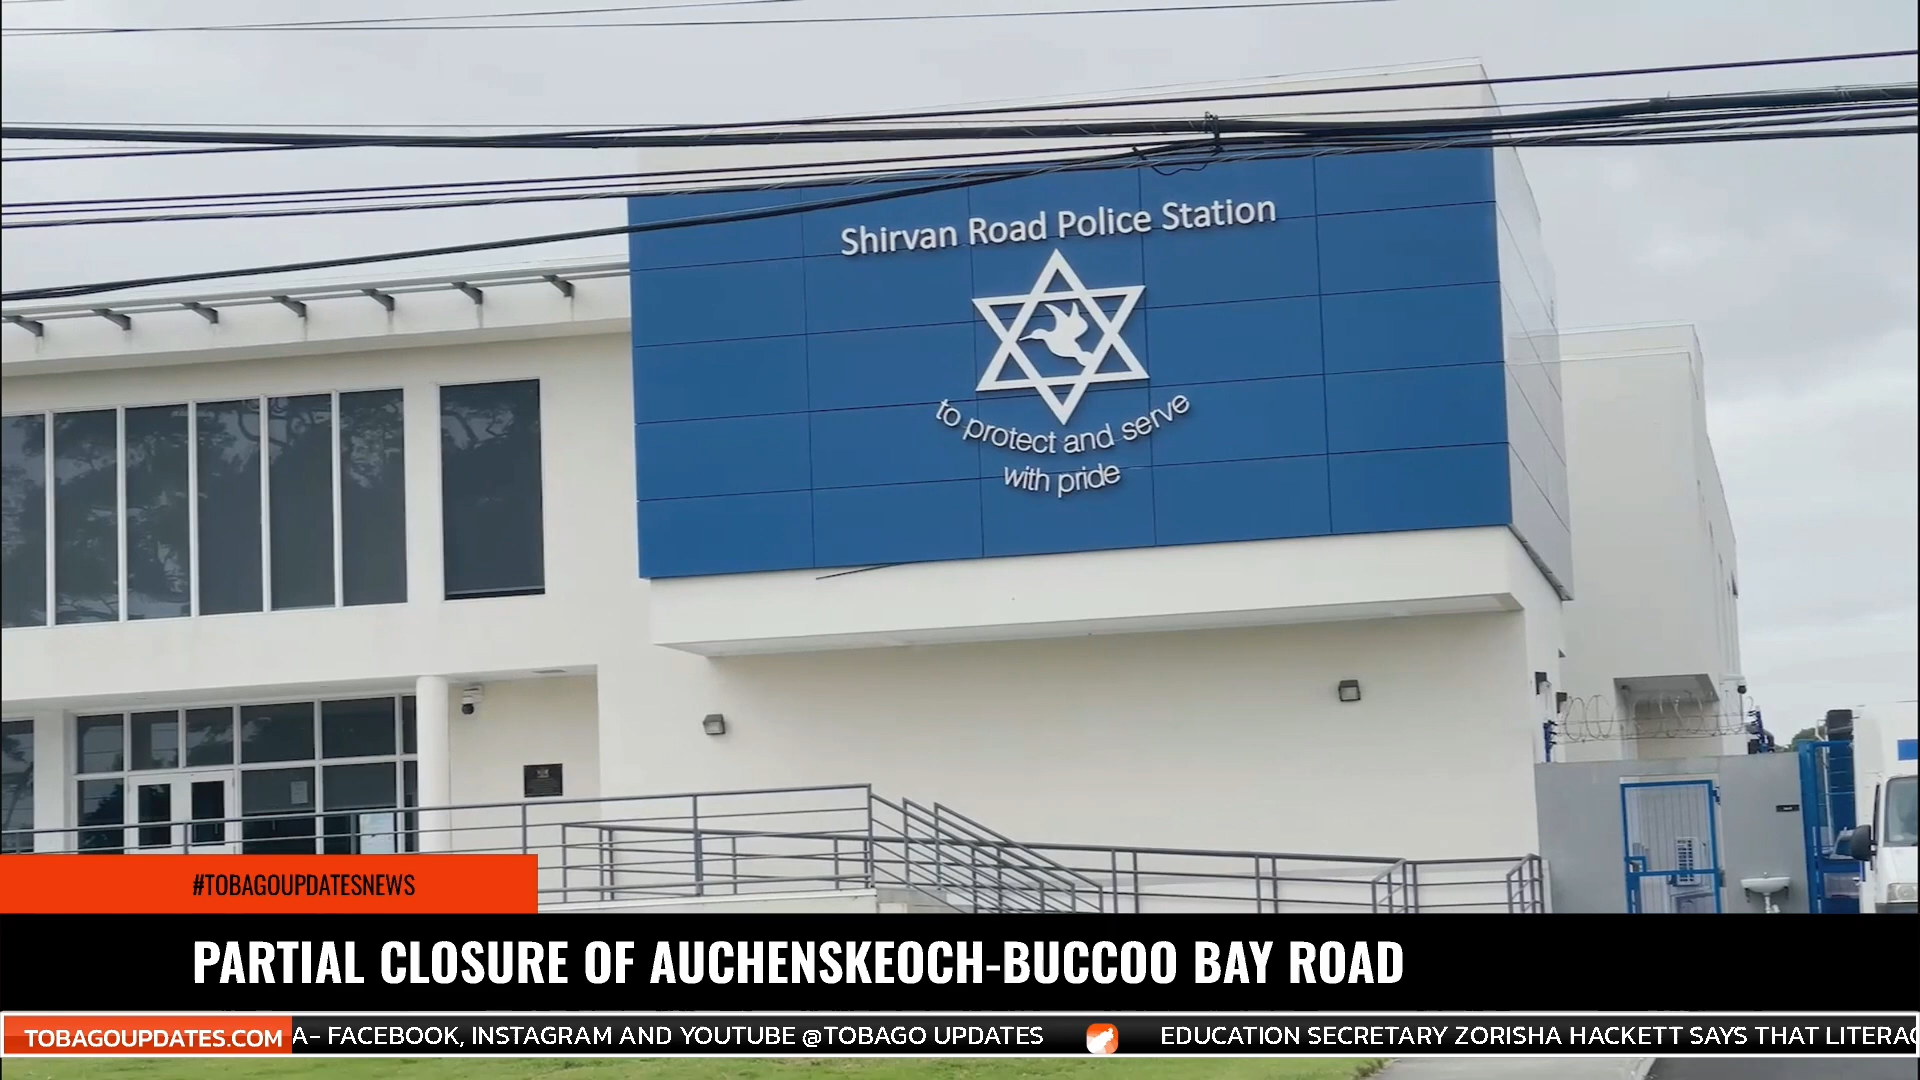 Shirvan Road Police Station
to protect and serve
with pride
#TOBAGOUPDATESNEWS
PARTIAL CLOSURE OF AUCHENSKEOCH-BUCCOO BAY ROAD
TOBAGOUPDATES.COM
A- FACEBOOK, INSTAGRAM AND YOUTUBE @TOBAGO UPDATES
EDUCATION SECRETARY ZORISHA HACKETT SAYS THAT